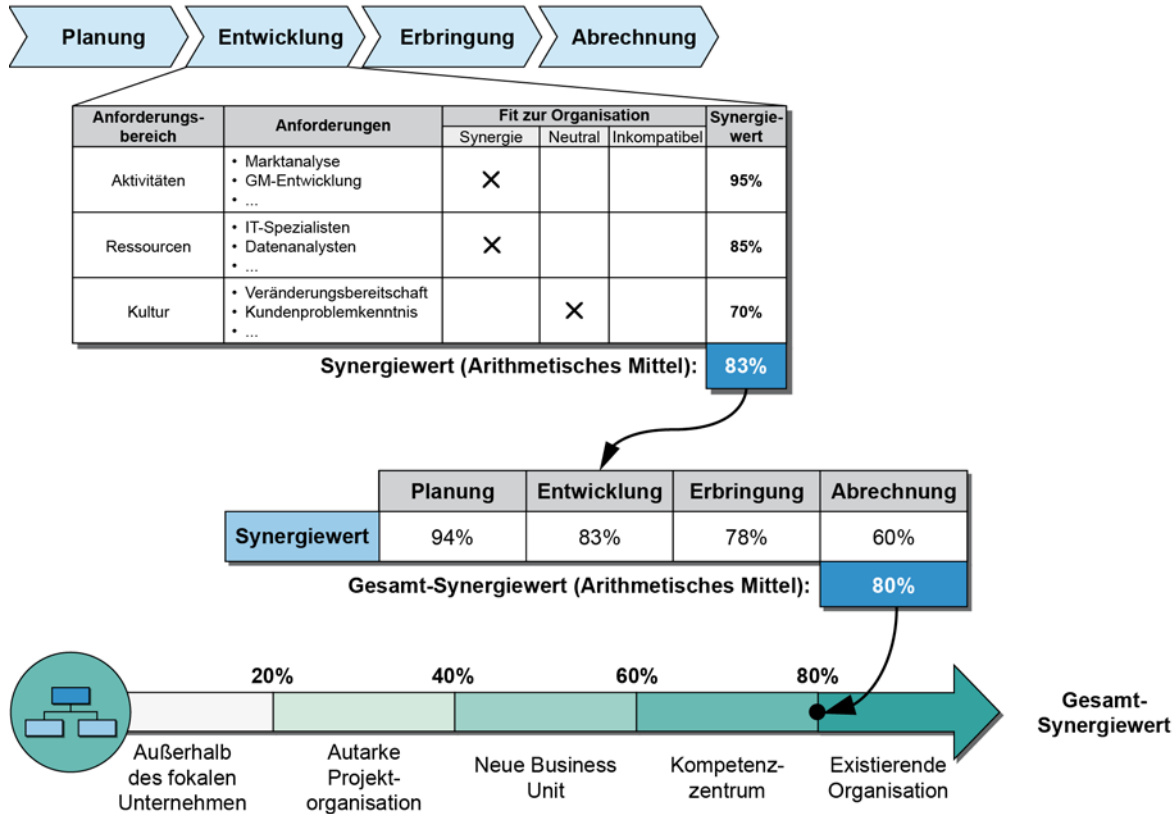 Planung
Entwicklung
Erbringung
Abrechnung
Anforderungs-
bereich
Anforderungen
Fit zur Organisation
Synergie
Neutral
Inkompatibel
Synergie-
wert
Aktivitäten
• Marktanalyse
• GM-Entwicklung
• ...
95%
Ressourcen
• IT-Spezialisten
• Datenanalysten
• ...
85%
Kultur
• Veränderungsbereitschaft
• Kundenproblemkenntnis
• ...
70%
Synergiewert (Arithmetisches Mittel):
83%
Planung
Entwicklung
Erbringung
Abrechnung
Synergiewert
94%
83%
78%
60%
Gesamt-Synergiewert (Arithmetisches Mittel):
80%
20%
40%
60%
80%
Gesamt-
Synergiewert
Außerhalb
des fokalen
Unternehmen
Autarke
Projekt-
organisation
Neue Business
Unit
Kompetenz-
zentrum
Existierende
Organisation